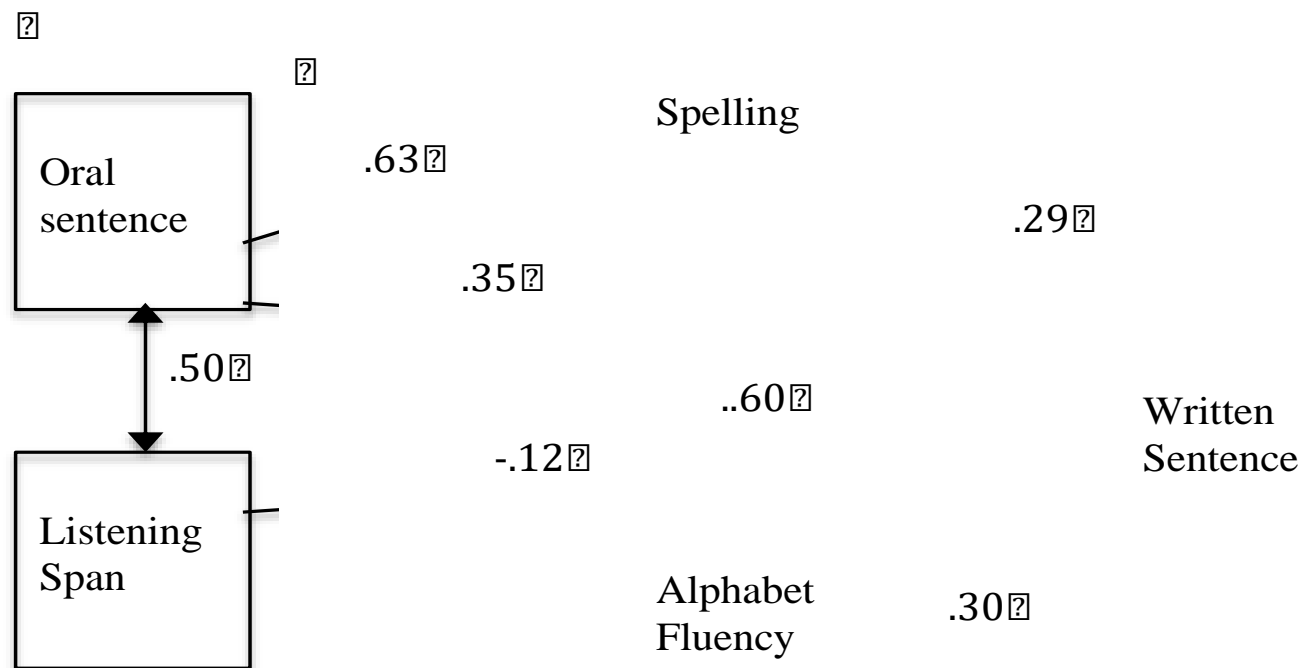 ⍰
⍰
Spelling
.63⍰
Oral
sentence
.29⍰
.35⍰
.50⍰
..60⍰
Written
Sentence
-.12⍰
Listening
Span
Alphabet
Fluency
.30⍰